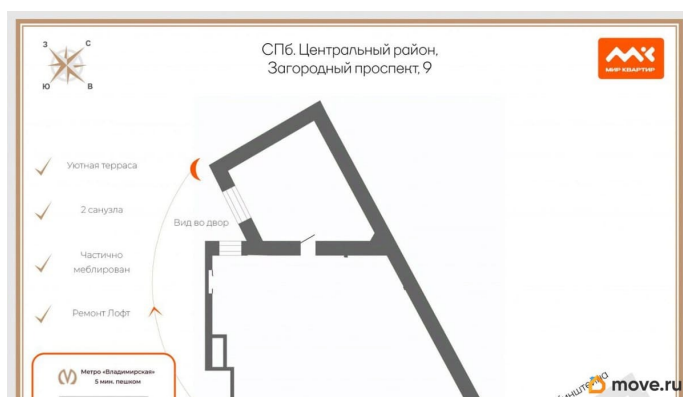 З
С
Ю
В
СПб. Центральный район,
Загородный проспект, 9
МИР КВАРТИР
Уютная терраса
2 санузла
Вид во двор
Частично
меблирован
Ремонт Лофт
Метро «Владимирская»
5 мин. пешком
move.ru